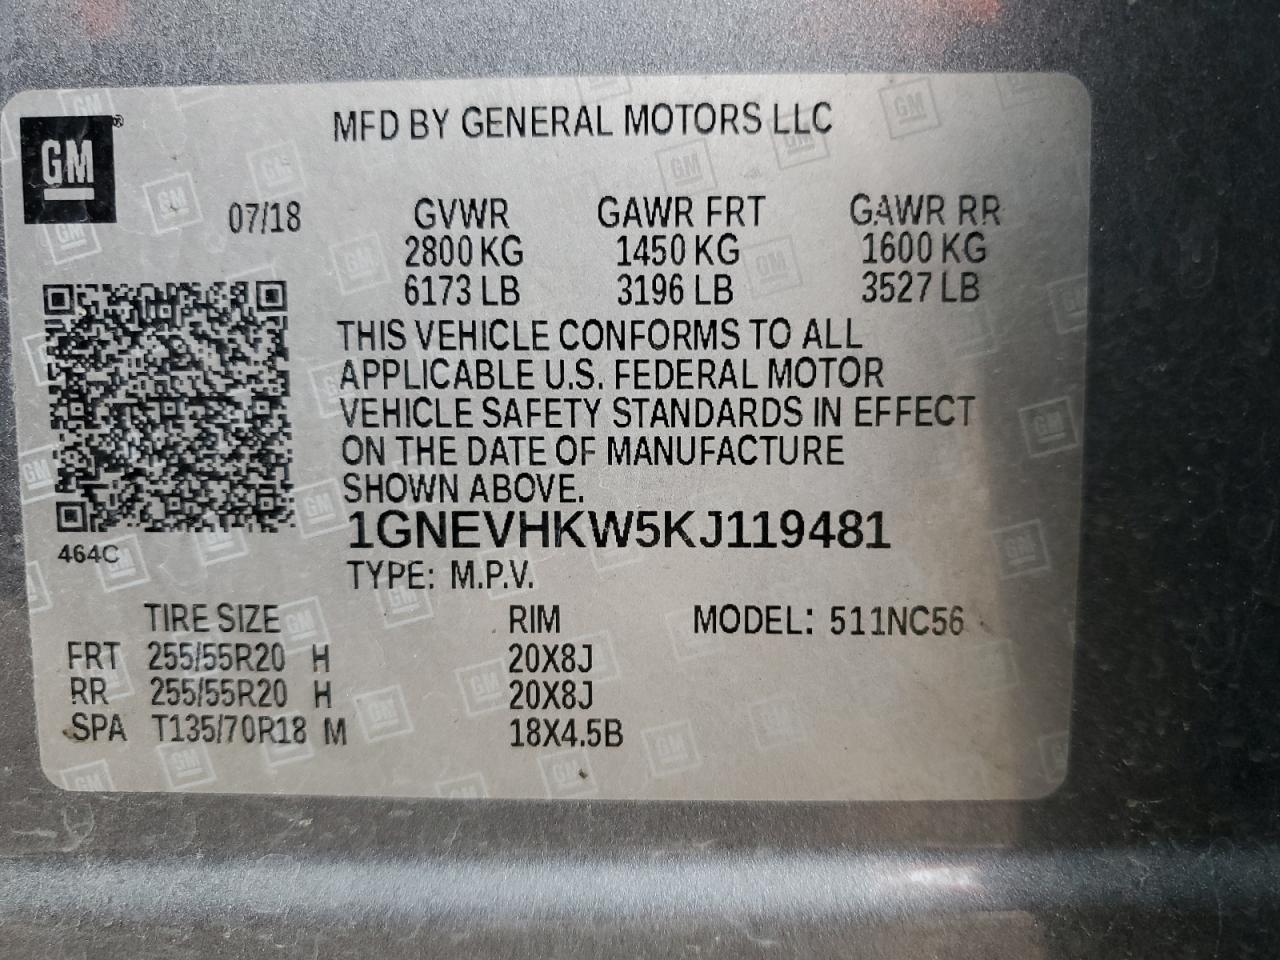 MFD BY GENERAL MOTORS LLC
GM®
07/18 GVWR GAWR FRT GAWR RR
2800 KG 1450 KG 1600 KG
6173 LB 3196 LB 3527 LB
THIS VEHICLE CONFORMS TO ALL
APPLICABLE U.S. FEDERAL MOTOR
VEHICLE SAFETY STANDARDS IN EFFECT
ON THE DATE OF MANUFACTURE
SHOWN ABOVE.
1GNEVHKW5KJ119481
464C
TYPE: M.P.V.
TIRE SIZE RIM MODEL: 511NC56
FRT 255/55R20 H 20X8J
RR 255/55R20 H 20X8J
SPA T135/70R18 M 18X4.5B